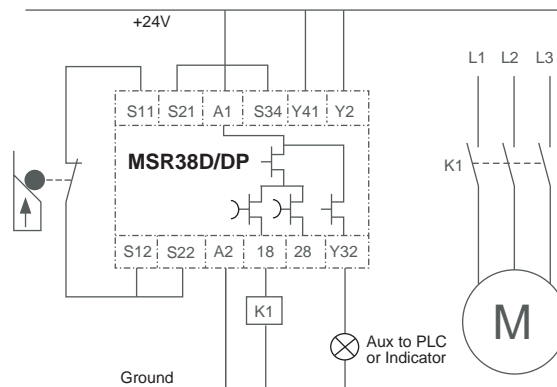 +24V
L1 L2 L3
S11 S21 A1 S34 Y41 Y2
MSR38D/DP
K1
S12 S22 A2 18 28 Y32
K1
M
Aux to PLC
or Indicator
Ground